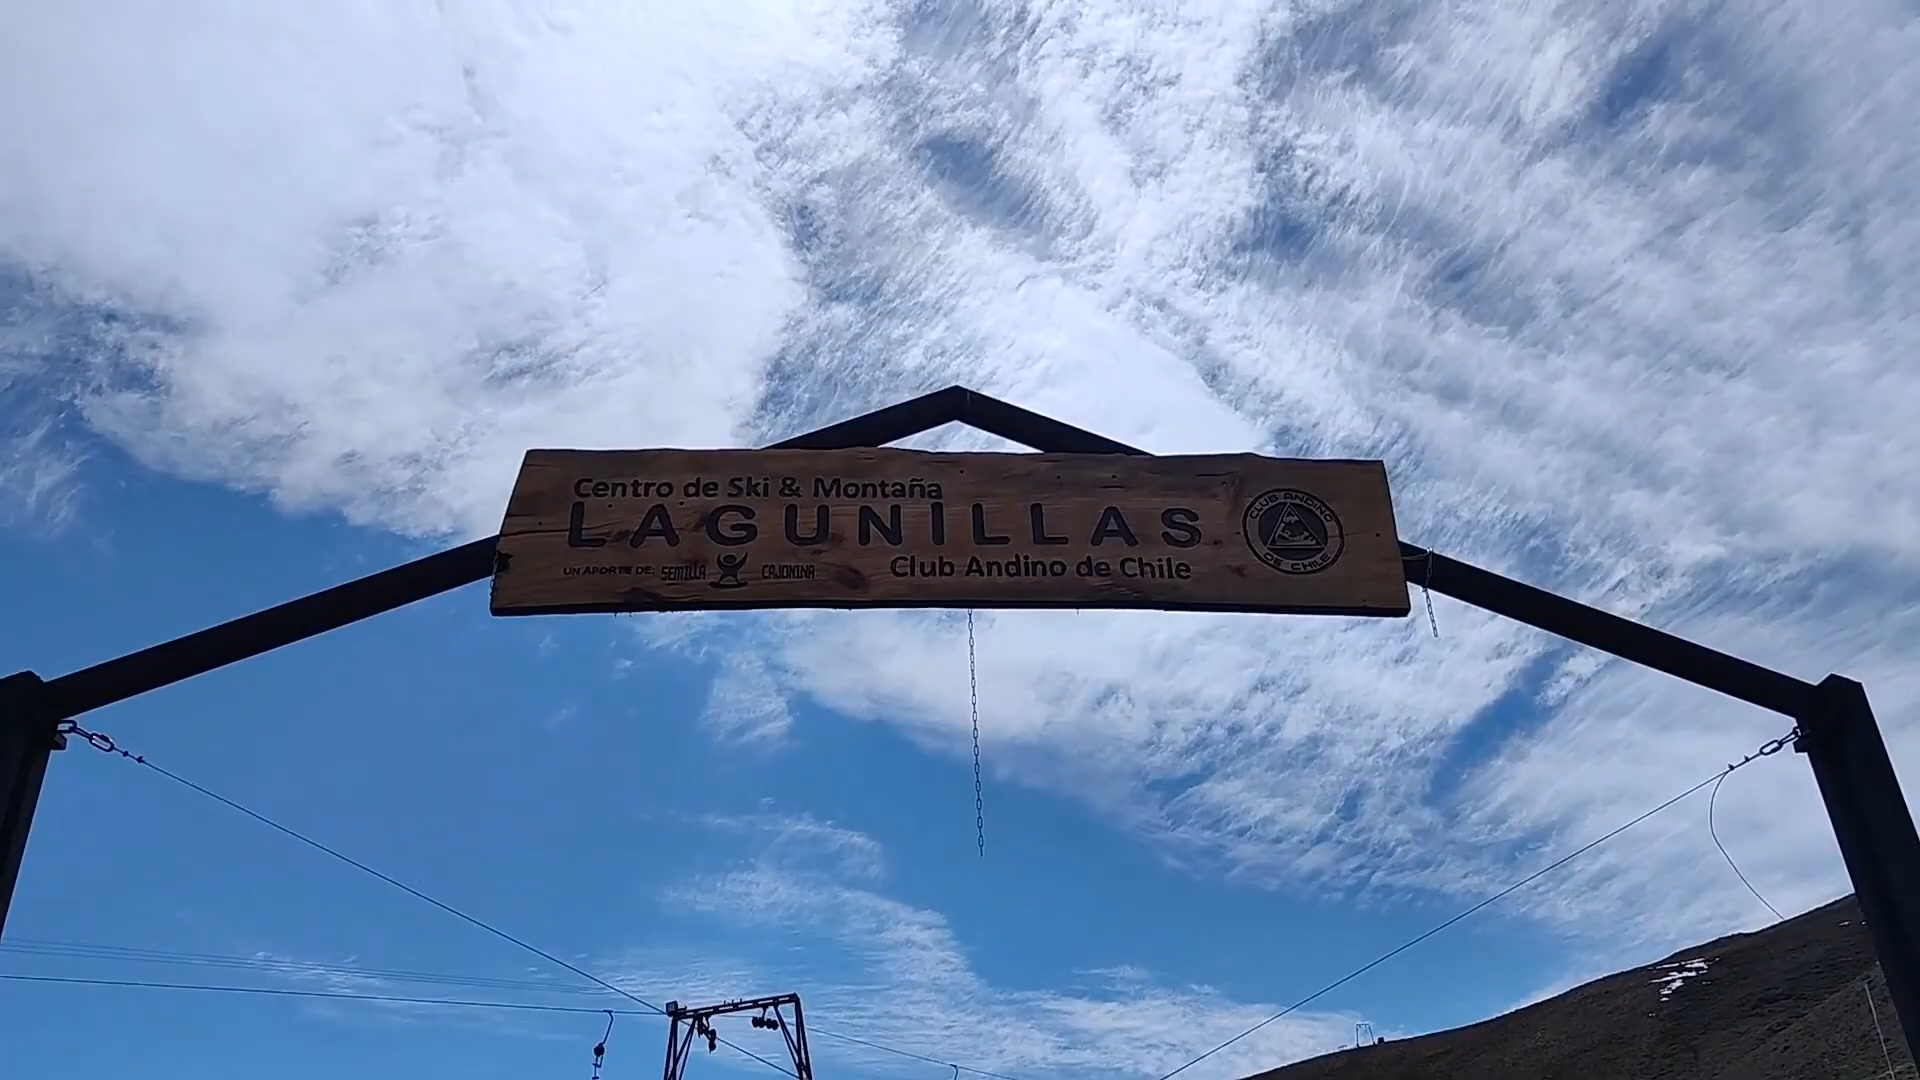 Centro de Ski & Montaña
LAGUNILLAS
UN APORTE DE: SEMILLA CAJONINA
Club Andino de Chile
CLUB ANDINO
DE CHILE